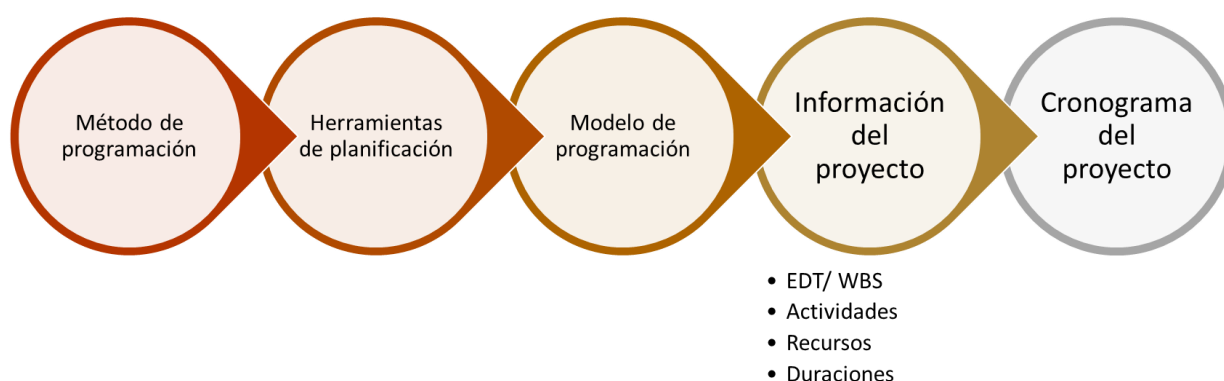 Método de
programación
Herramientas
de planificación
Modelo de
programación
Información
del
proyecto
• EDT/ WBS
• Actividades
• Recursos
• Duraciones
Cronograma
del
proyecto